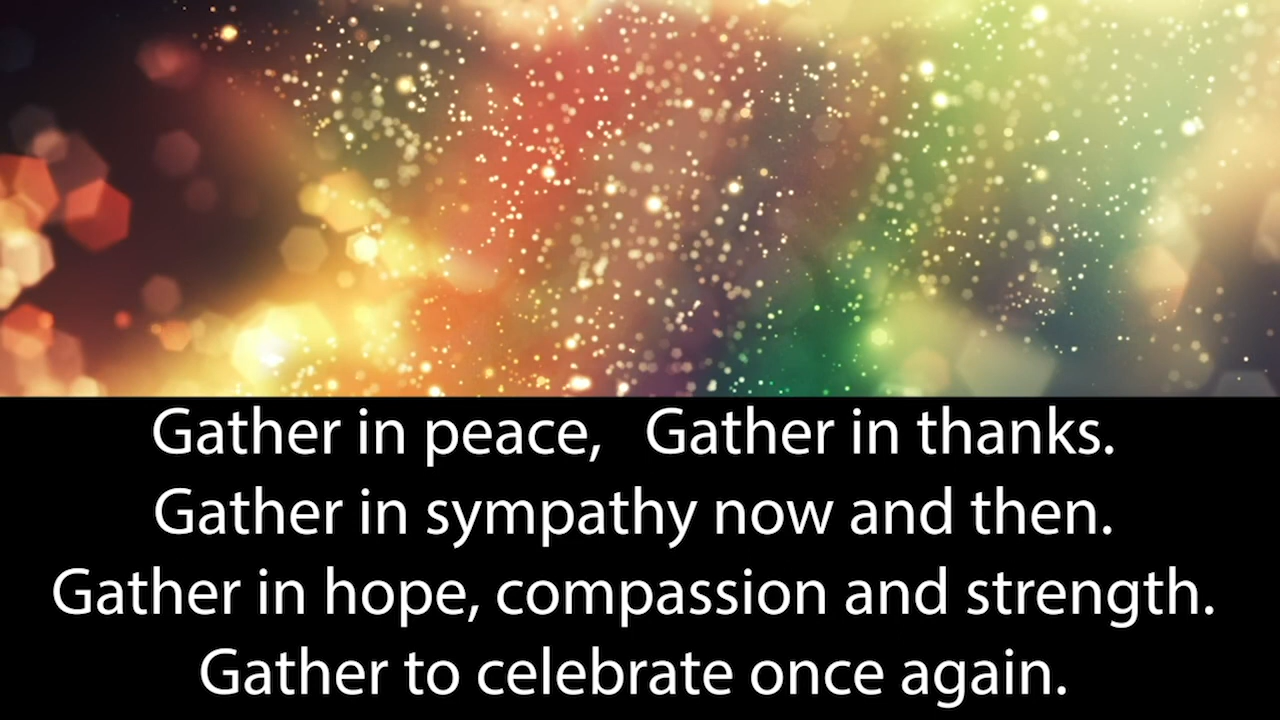 Gather in peace,   Gather in thanks.
Gather in sympathy now and then.
Gather in hope, compassion and strength.
Gather to celebrate once again.